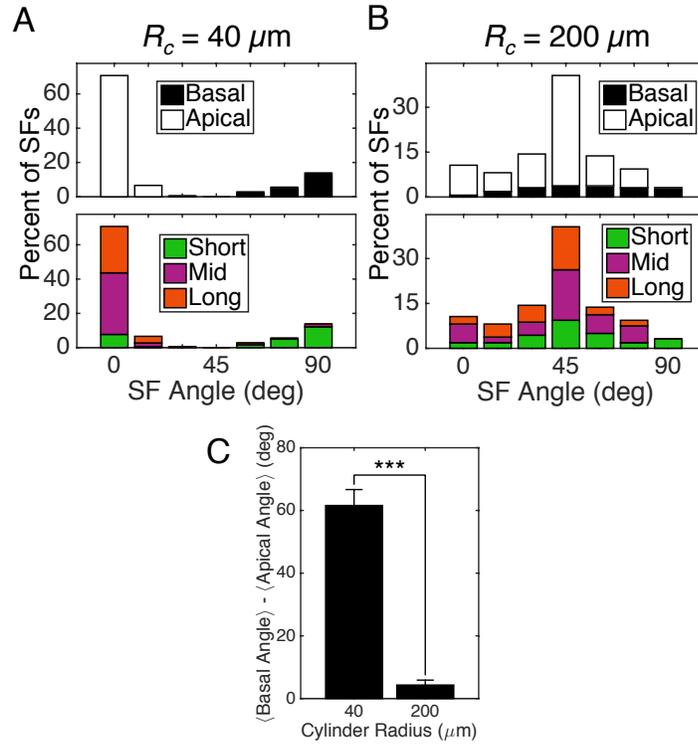 A
R_c = 40 μm
Percent of SFs
60
40
20
0
Basal
Apical
60
40
20
0
Short
Mid
Long
0 45 90
SF Angle (deg)
B
R_c = 200 μm
Percent of SFs
30
15
0
Basal
Apical
30
15
0
Short
Mid
Long
0 45 90
SF Angle (deg)
C
⟨Basal Angle⟩ - ⟨Apical Angle⟩ (deg)
80
60
40
20
0
***
40 200
Cylinder Radius (μm)